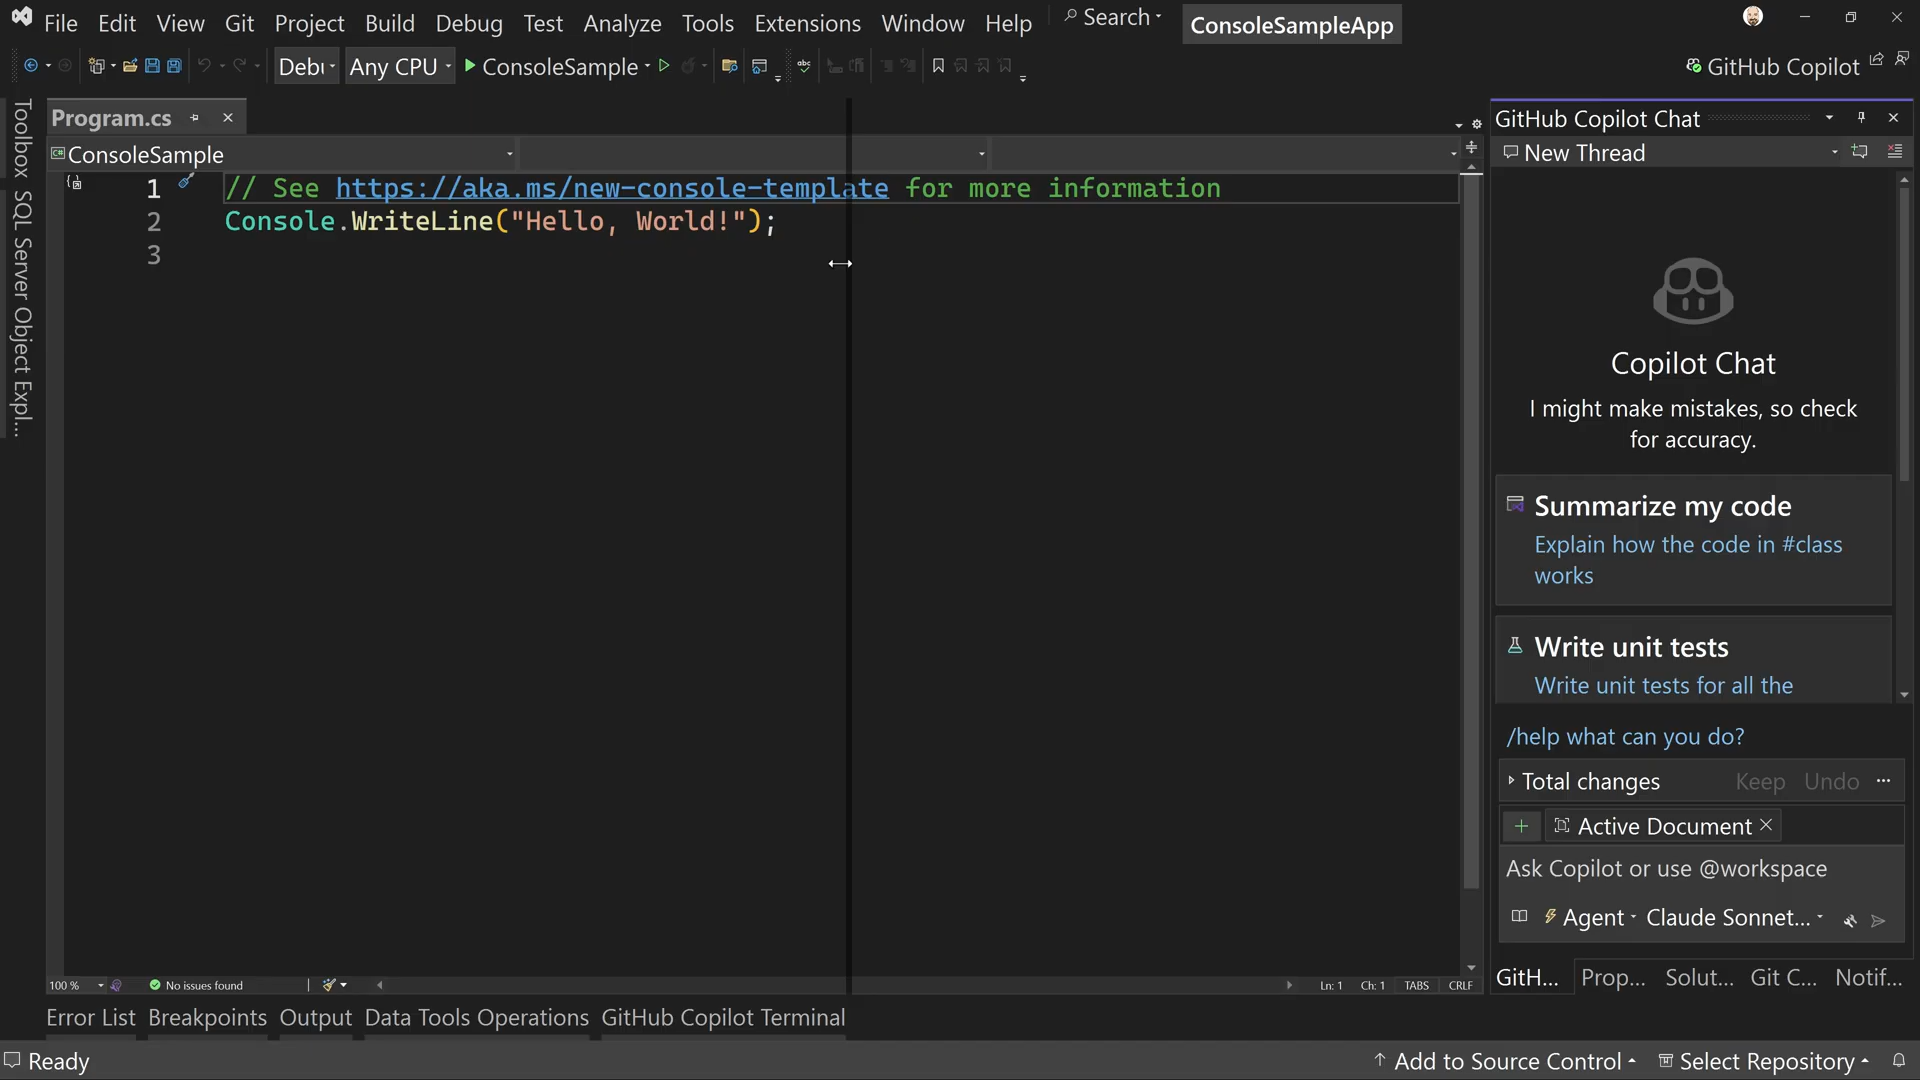 File Edit View Git Project Build Debug Test Analyze Tools Extensions Window Help Search ConsoleSampleApp
Debu Any CPU ConsoleSample GitHub Copilot
Toolbox
SQL Server Object Expl...
Program.cs
ConsoleSample
1 // See https://aka.ms/new-console-template for more information
2 Console.WriteLine("Hello, World!");
3
100 % No issues found Ln: 1 Ch: 1 TABS CRLF
GitHub Copilot Chat
New Thread
Copilot Chat
I might make mistakes, so check
for accuracy.
Summarize my code
Explain how the code in #class
works
Write unit tests
Write unit tests for all the
/help what can you do?
Total changes Keep Undo ...
Active Document
Ask Copilot or use @workspace
Agent Claude Sonnet...
GitH... Prop... Solut... Git C... Notif...
Error List Breakpoints Output Data Tools Operations GitHub Copilot Terminal
Ready Add to Source Control Select Repository